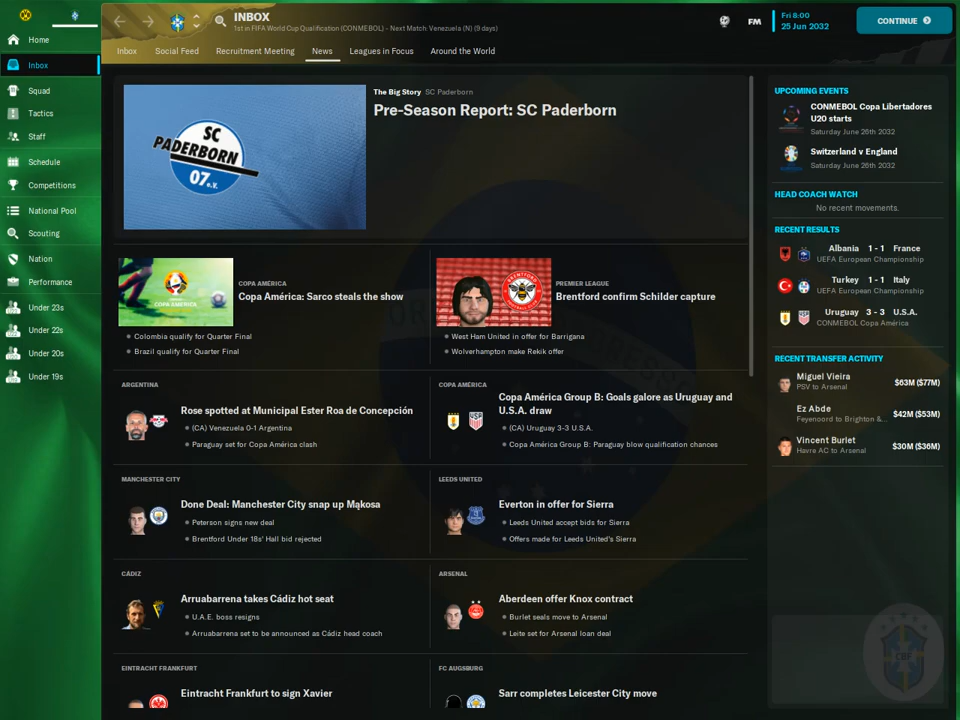 INBOX
1st in FIFA World Cup Qualification (CONMEBOL) - Next Match: Venezuela (N) (9 days)
FM
Fri 8:00
25 Jun 2032
CONTINUE
Home
Inbox
Squad
Tactics
Staff
Schedule
Competitions
National Pool
Scouting
Nation
Performance
Under 23s
Under 22s
Under 20s
Under 19s
Inbox
Social Feed
Recruitment Meeting
News
Leagues in Focus
Around the World
SC
PADERBORN
07 e.V.
The Big Story SC Paderborn
Pre-Season Report: SC Paderborn
COPA AMERICA
COPA AMÉRICA
Copa América: Sarco steals the show
Colombia qualify for Quarter Final
Brazil qualify for Quarter Final
BRENTFORD
PREMIER LEAGUE
Brentford confirm Schilder capture
West Ham United in offer for Barrigana
Wolverhampton make Rekik offer
ARGENTINA
Rose spotted at Municipal Ester Roa de Concepción
(CA) Venezuela 0-1 Argentina
Paraguay set for Copa América clash
COPA AMÉRICA
Copa América Group B: Goals galore as Uruguay and
U.S.A. draw
(CA) Uruguay 3-3 U.S.A.
Copa América Group B: Paraguay blow qualification chances
MANCHESTER CITY
Done Deal: Manchester City snap up Mąkosa
Peterson signs new deal
Brentford Under 18s' Hall bid rejected
LEEDS UNITED
Everton in offer for Sierra
Leeds United accept bids for Sierra
Offers made for Leeds United's Sierra
CÁDIZ
Arruabarrena takes Cádiz hot seat
U.A.E. boss resigns
Arruabarrena set to be announced as Cádiz head coach
ARSENAL
Aberdeen offer Knox contract
Burlet seals move to Arsenal
Leite set for Arsenal loan deal
EINTRACHT FRANKFURT
Eintracht Frankfurt to sign Xavier
FC AUGSBURG
Sarr completes Leicester City move
UPCOMING EVENTS
CONMEBOL Copa Libertadores
U20 starts
Saturday June 26th 2032
Switzerland v England
Saturday June 26th 2032
HEAD COACH WATCH
No recent movements.
RECENT RESULTS
Albania 1 - 1 France
UEFA European Championship
Turkey 1 - 1 Italy
UEFA European Championship
Uruguay 3 - 3 U.S.A.
CONMEBOL Copa América
RECENT TRANSFER ACTIVITY
Miguel Vieira
PSV to Arsenal
$63M ($77M)
Ez Abde
Feyenoord to Brighton &...
$42M ($53M)
Vincent Burlet
Havre AC to Arsenal
$30M ($36M)
CBF